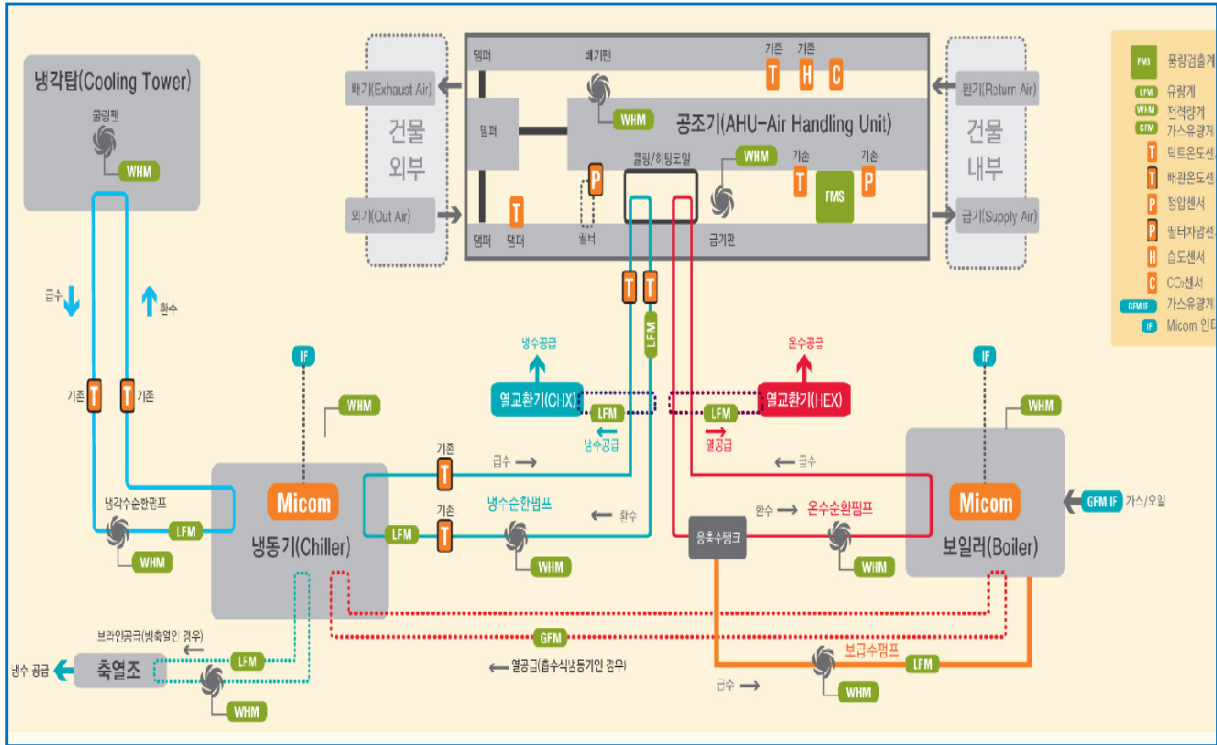 냉각탑(Cooling Tower)
쿨링팬
WHM
급수
환수
기존
T
T
기존
냉각수순환펌프
LFM
WHM
배기(Exhaust Air)
건물
외부
외기(Out Air)
댐퍼
배기팬
기존
기존
T
H
C
WHM
공조기(AHU-Air Handling Unit)
댐퍼
쿨링/히팅코일
WHM
기존
기존
P
T
P
T
FMS
댐퍼
댐퍼
필터
급기팬
환기(Return Air)
건물
내부
급기(Supply Air)
FMS
풍량검출계
LFM
유량계
WHM
전력량계
GFM
가스유량계
T
덕트온도센
T
배관온도센
P
정압센서
P
필터차압센
H
습도센서
C
CO₂센서
GFM IF
가스유량계
IF
Micom 인터
T
T
LFM
냉수공급
온수공급
열교환기(CHX)
LFM
냉수공급
열교환기(HEX)
LFM
열공급
IF
WHM
Micom
냉동기(Chiller)
기존
T
급수
냉수순환펌프
기존
LFM
T
환수
WHM
급수
환수
온수순환펌프
응축수탱크
WHM
IF
WHM
Micom
보일러(Boiler)
GFM IF
가스/오일
GFM
열공급(흡수식냉동기인 경우)
보급수펌프
LFM
급수
WHM
브라인공급(빙축열인 경우)
냉수 공급
축열조
LFM
WHM